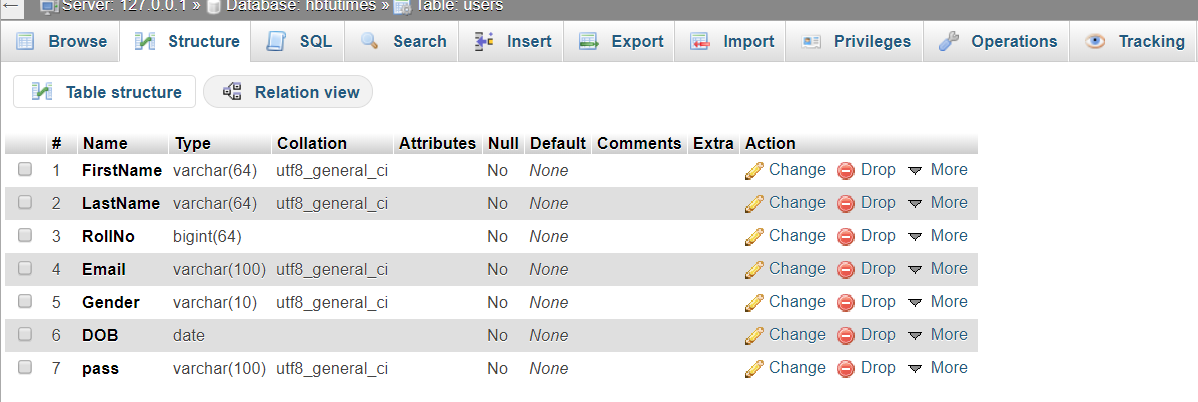 Server: 127.0.0.1 » Database: hbtutimes » Table: users
Browse Structure SQL Search Insert Export Import Privileges Operations Tracking
Table structure Relation view
# Name Type Collation Attributes Null Default Comments Extra Action
1 FirstName varchar(64) utf8_general_ci No None Change Drop More
2 LastName varchar(64) utf8_general_ci No None Change Drop More
3 RollNo bigint(64) No None Change Drop More
4 Email varchar(100) utf8_general_ci No None Change Drop More
5 Gender varchar(10) utf8_general_ci No None Change Drop More
6 DOB date No None Change Drop More
7 pass varchar(100) utf8_general_ci No None Change Drop More